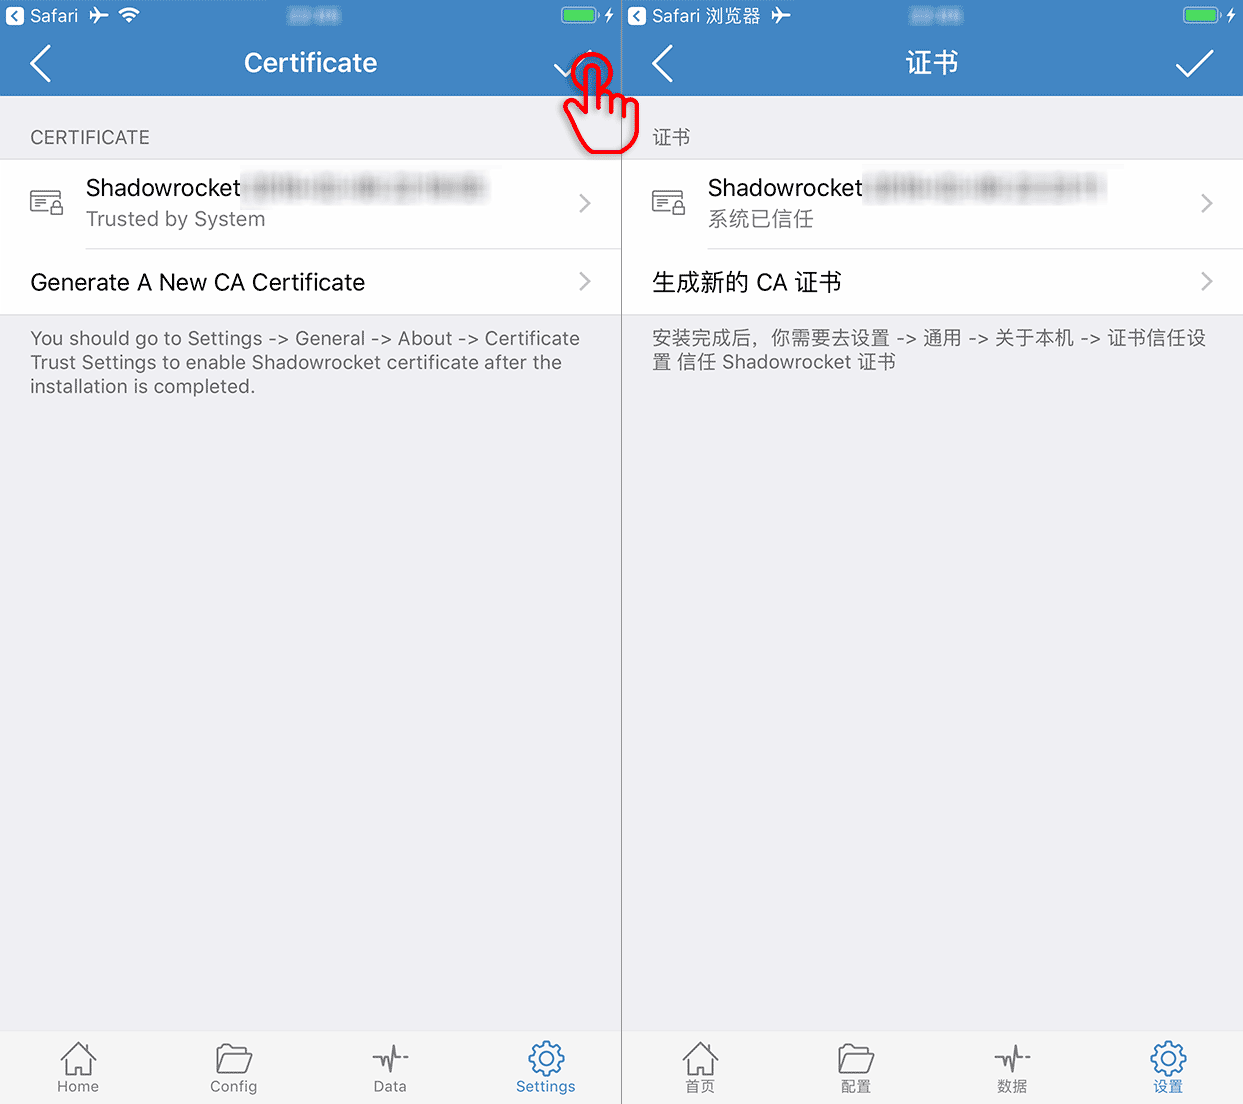 Safari
Certificate
CERTIFICATE
Shadowrocket
Trusted by System
Generate A New CA Certificate
You should go to Settings -> General -> About -> Certificate
Trust Settings to enable Shadowrocket certificate after the
installation is completed.
Home
Config
Data
Settings
Safari 浏览器
证书
证书
Shadowrocket
系统已信任
生成新的 CA 证书
安装完成后，你需要去设置 -> 通用 -> 关于本机 -> 证书信任设
置 信任 Shadowrocket 证书
首页
配置
数据
设置